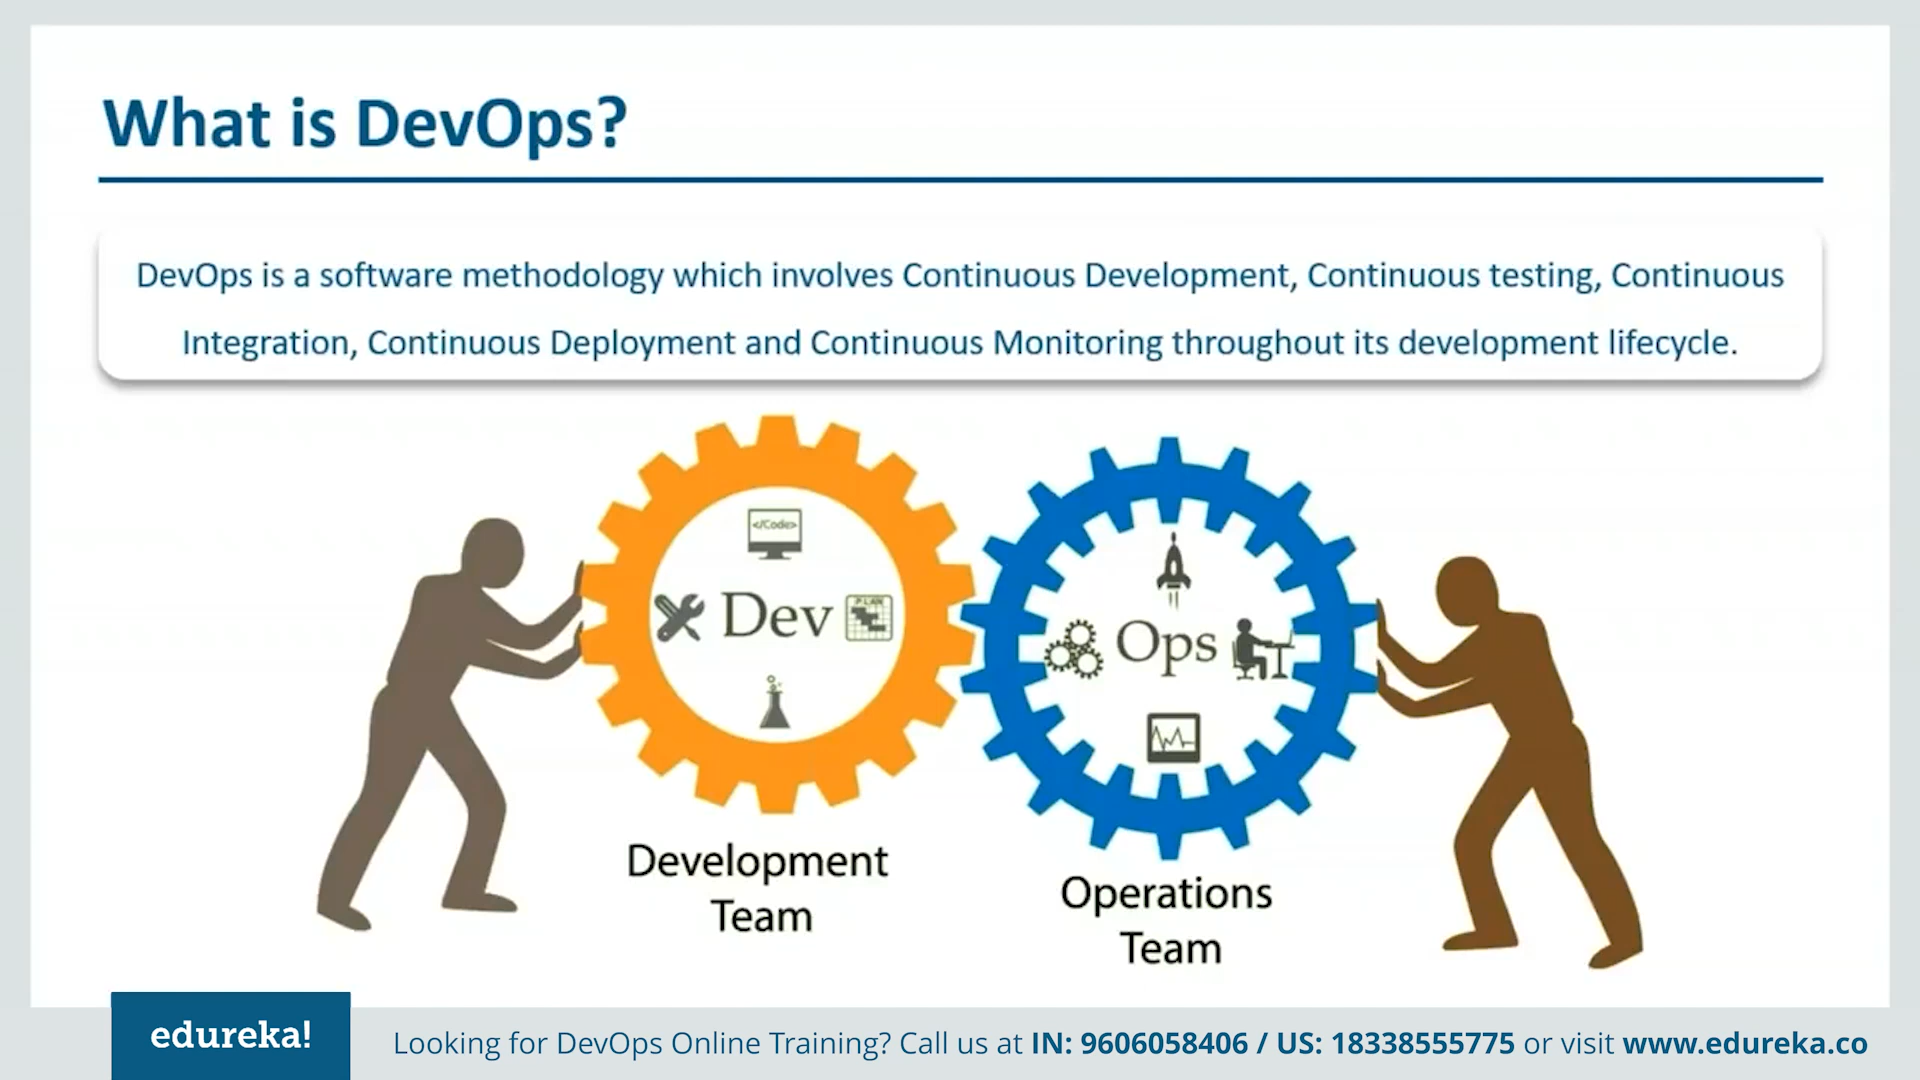 What is DevOps?
DevOps is a software methodology which involves Continuous Development, Continuous testing, Continuous
Integration, Continuous Deployment and Continuous Monitoring throughout its development lifecycle.
</Code>
Dev
PLAN
Ops
Development
Team
Operations
Team
edureka!
Looking for DevOps Online Training? Call us at IN: 9606058406 / US: 18338555775 or visit www.edureka.co